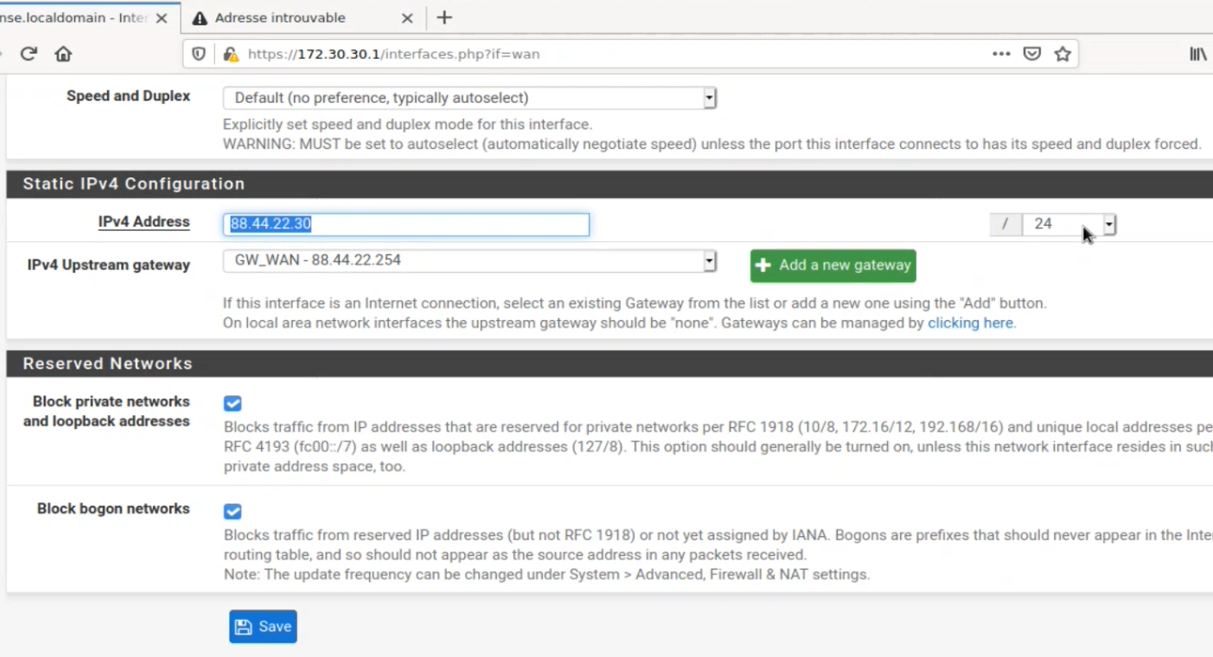 nse.localdomain - Inter
Adresse introuvable
https://172.30.30.1/interfaces.php?if=wan
Speed and Duplex
Default (no preference, typically autoselect)
Explicitly set speed and duplex mode for this interface.
WARNING: MUST be set to autoselect (automatically negotiate speed) unless the port this interface connects to has its speed and duplex forced.
Static IPv4 Configuration
IPv4 Address
88.44.22.30
/ 24
IPv4 Upstream gateway
GW_WAN - 88.44.22.254
Add a new gateway
If this interface is an Internet connection, select an existing Gateway from the list or add a new one using the "Add" button.
On local area network interfaces the upstream gateway should be "none". Gateways can be managed by clicking here.
Reserved Networks
Block private networks
and loopback addresses
Blocks traffic from IP addresses that are reserved for private networks per RFC 1918 (10/8, 172.16/12, 192.168/16) and unique local addresses pe
RFC 4193 (fc00::/7) as well as loopback addresses (127/8). This option should generally be turned on, unless this network interface resides in suc
private address space, too.
Block bogon networks
Blocks traffic from reserved IP addresses (but not RFC 1918) or not yet assigned by IANA. Bogons are prefixes that should never appear in the Inte
routing table, and so should not appear as the source address in any packets received.
Note: The update frequency can be changed under System > Advanced, Firewall & NAT settings.
Save